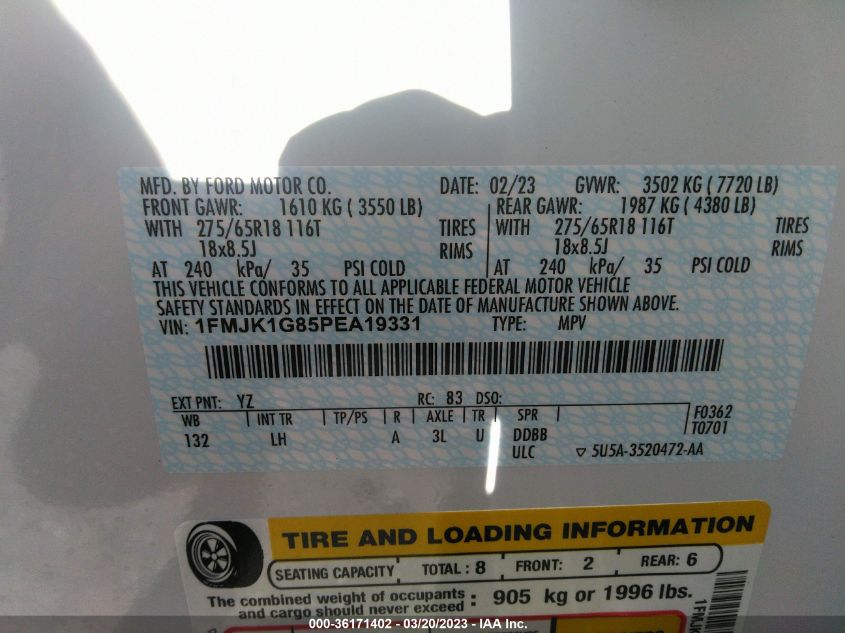 MFD. BY FORD MOTOR CO. DATE: 02/23 GVWR: 3502 KG ( 7720 LB)
FRONT GAWR: 1610 KG ( 3550 LB) REAR GAWR: 1987 KG ( 4380 LB)
WITH 275/65R18 116T TIRES WITH 275/65R18 116T TIRES
18x8.5J RIMS 18x8.5J RIMS
AT 240 kPa/ 35 PSI COLD AT 240 kPa/ 35 PSI COLD
THIS VEHICLE CONFORMS TO ALL APPLICABLE FEDERAL MOTOR VEHICLE
SAFETY STANDARDS IN EFFECT ON THE DATE OF MANUFACTURE SHOWN ABOVE.
VIN: 1FMJK1G85PEA19331 TYPE: MPV
EXT PNT: YZ RC: 83 DSO:
WB INT TR TP/PS R AXLE TR SPR F0362
132 LH A 3L U DDBB T0701
ULC ▽ 5U5A-3520472-AA
TIRE AND LOADING INFORMATION
SEATING CAPACITY TOTAL : 8 FRONT: 2 REAR: 6
The combined weight of occupants and cargo should never exceed : 905 kg or 1996 lbs.
000-36171402 - 03/20/2023 - IAA Inc.